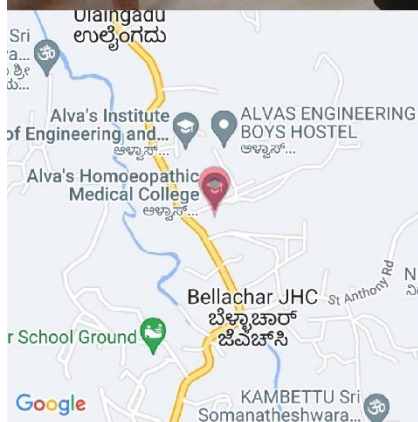 Ulaingadu
ಉಲೈಂಗದು
Sri
ಶ್ರೀ
Alva's Institute
of Engineering and...
ಆಳ್ವಾಸ್...
ALVAS ENGINEERING
BOYS HOSTEL
ಆಳ್ವಾಸ್...
Alva's Homoeopathic
Medical College
ಆಳ್ವಾಸ್...
Bellachar JHC
ಬೆಳ್ಳಾಚಾರ್
ಜೆಎಚ್‌ಸಿ
St Anthony Rd
N
r School Ground
KAMBETTU Sri
Somanatheshwara...
Google